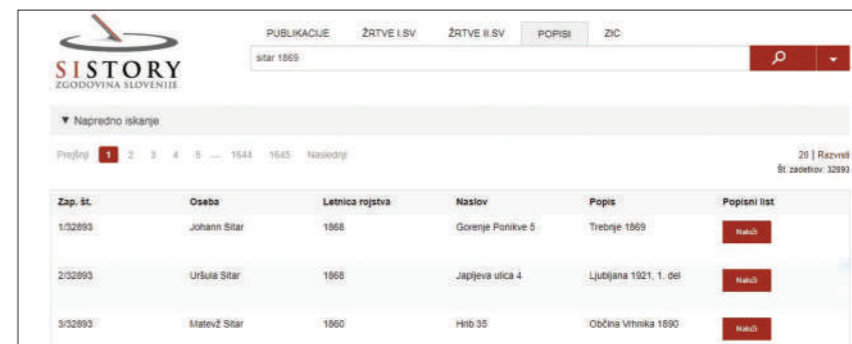 PUBLIKACIJE ŽRTVE I.SV ŽRTVE II.SV POPISI ZIC
sitar 1869
SISTORY
ZGODOVINA SLOVENIJE
▼ Napredno iskanje
Prejšnji 1 2 3 4 5 ... 1644 1645 Naslednji
20 | Razvrsti
Št. zadetkov: 32893
Zap. št. Oseba Letnica rojstva Naslov Popis Popisni list
1/32893 Johann Sitar 1868 Gorenje Ponikve 5 Trebnje 1869 Naloži
2/32893 Uršula Sitar 1868 Japljeva ulica 4 Ljubljana 1921, 1. del Naloži
3/32893 Matevž Sitar 1860 Hrib 35 Občina Vrhnika 1890 Naloži